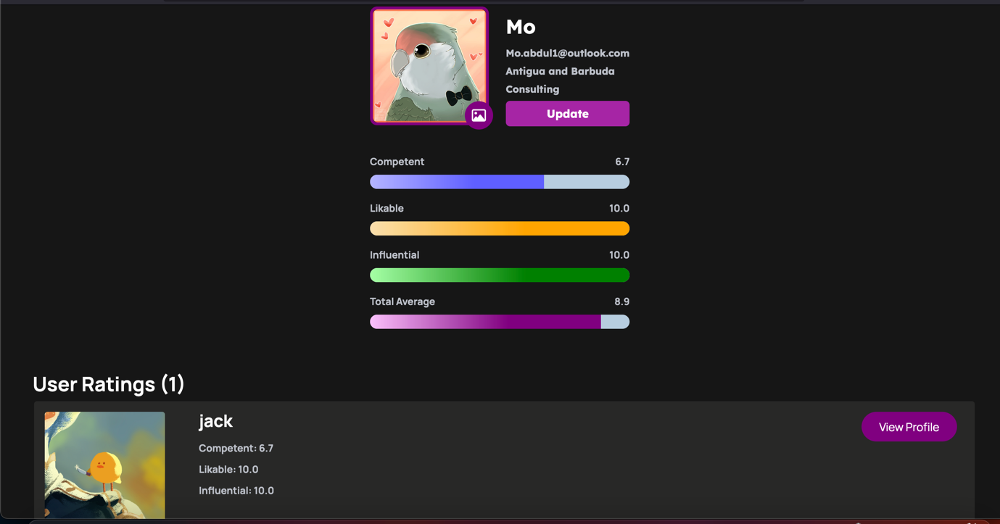 Mo
Mo.abdul1@outlook.com
Antigua and Barbuda
Consulting
Update
Competent 6.7
Likable 10.0
Influential 10.0
Total Average 8.9
User Ratings (1)
jack
View Profile
Competent: 6.7
Likable: 10.0
Influential: 10.0